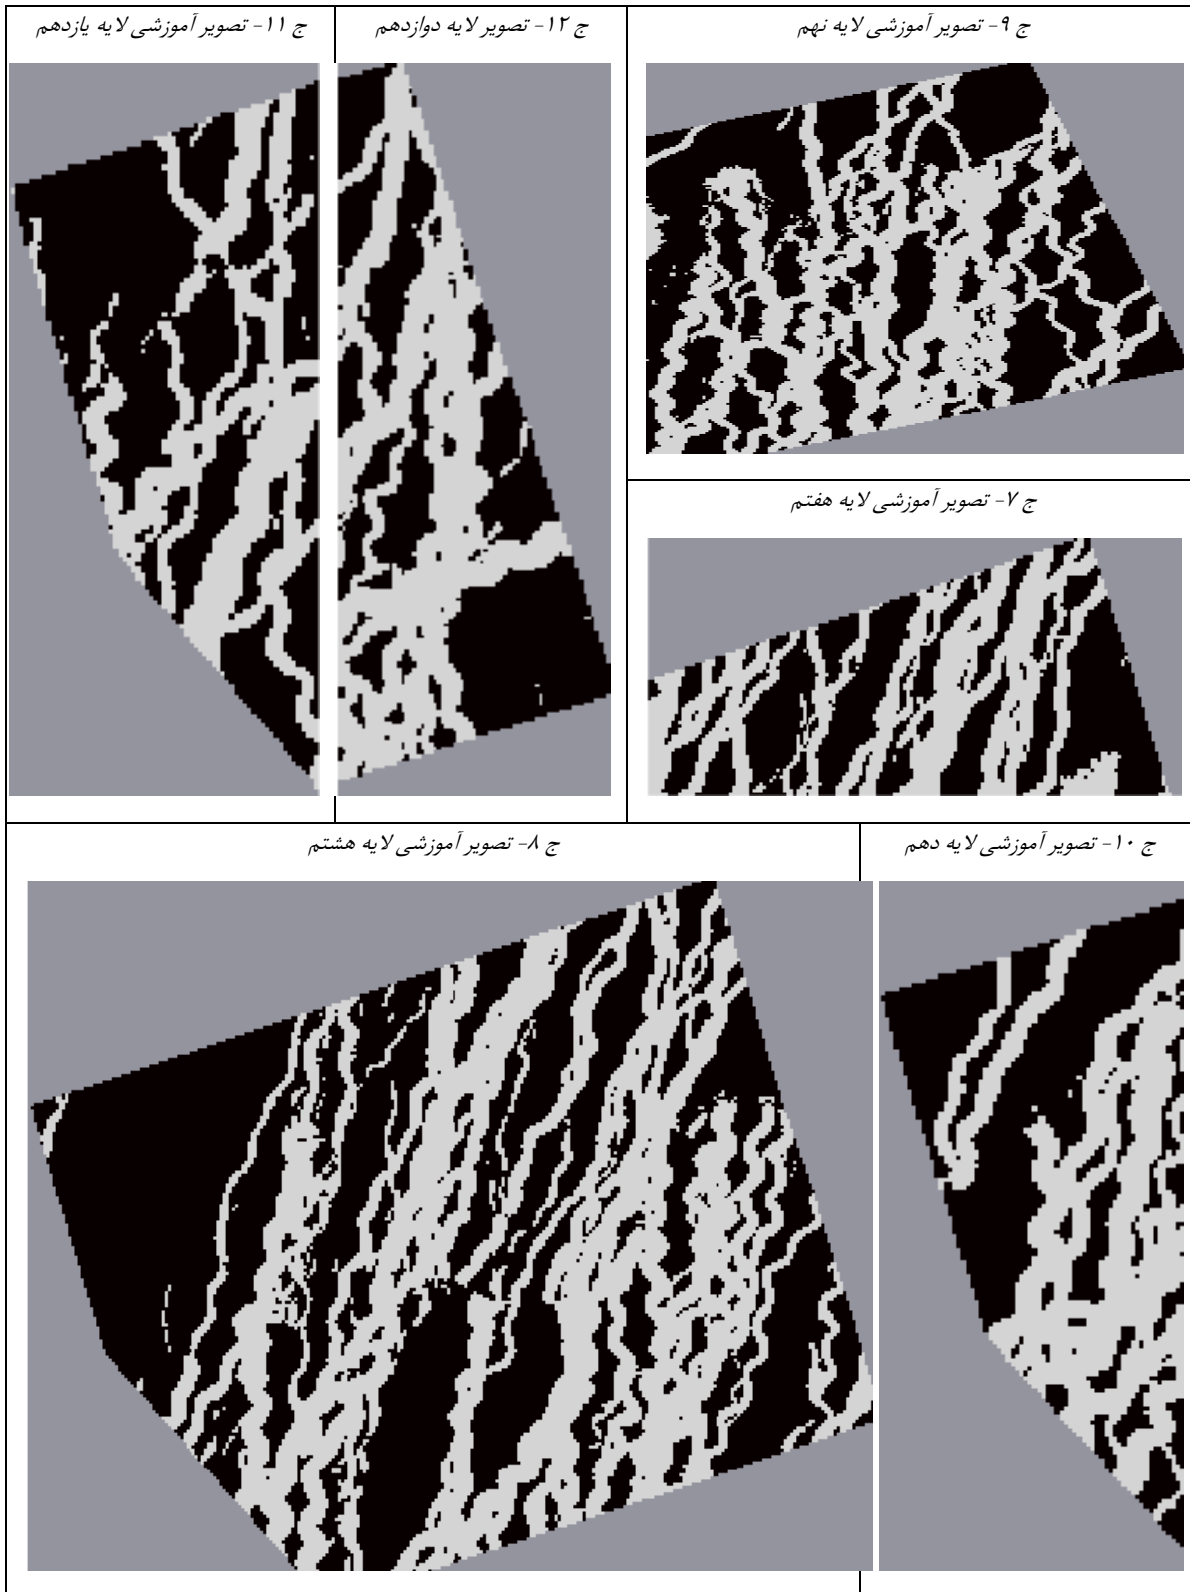 ج ۹- تصویر آموزشی لایه نهم
ج ۱۲- تصویر لایه دوازدهم
ج ۱۱- تصویر آموزشی لایه یازدهم
ج ۷- تصویر آموزشی لایه هفتم
ج ۱۰- تصویر آموزشی لایه دهم
ج ۸- تصویر آموزشی لایه هشتم